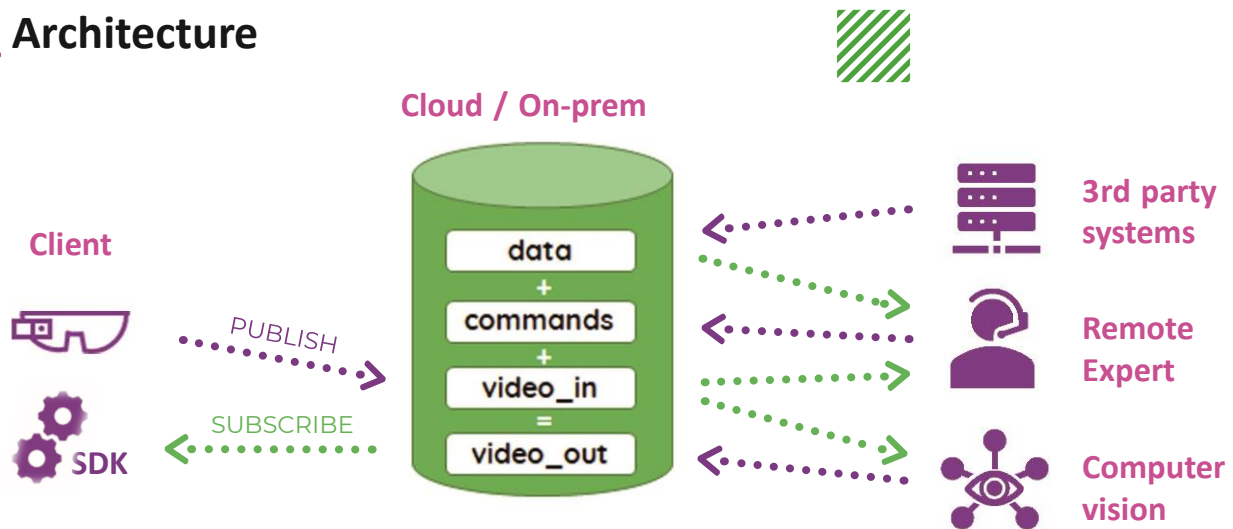 Architecture
Cloud / On-prem
Client
PUBLISH
SUBSCRIBE
SDK
data
+
commands
+
video_in
=
video_out
3rd party
systems
Remote
Expert
Computer
vision